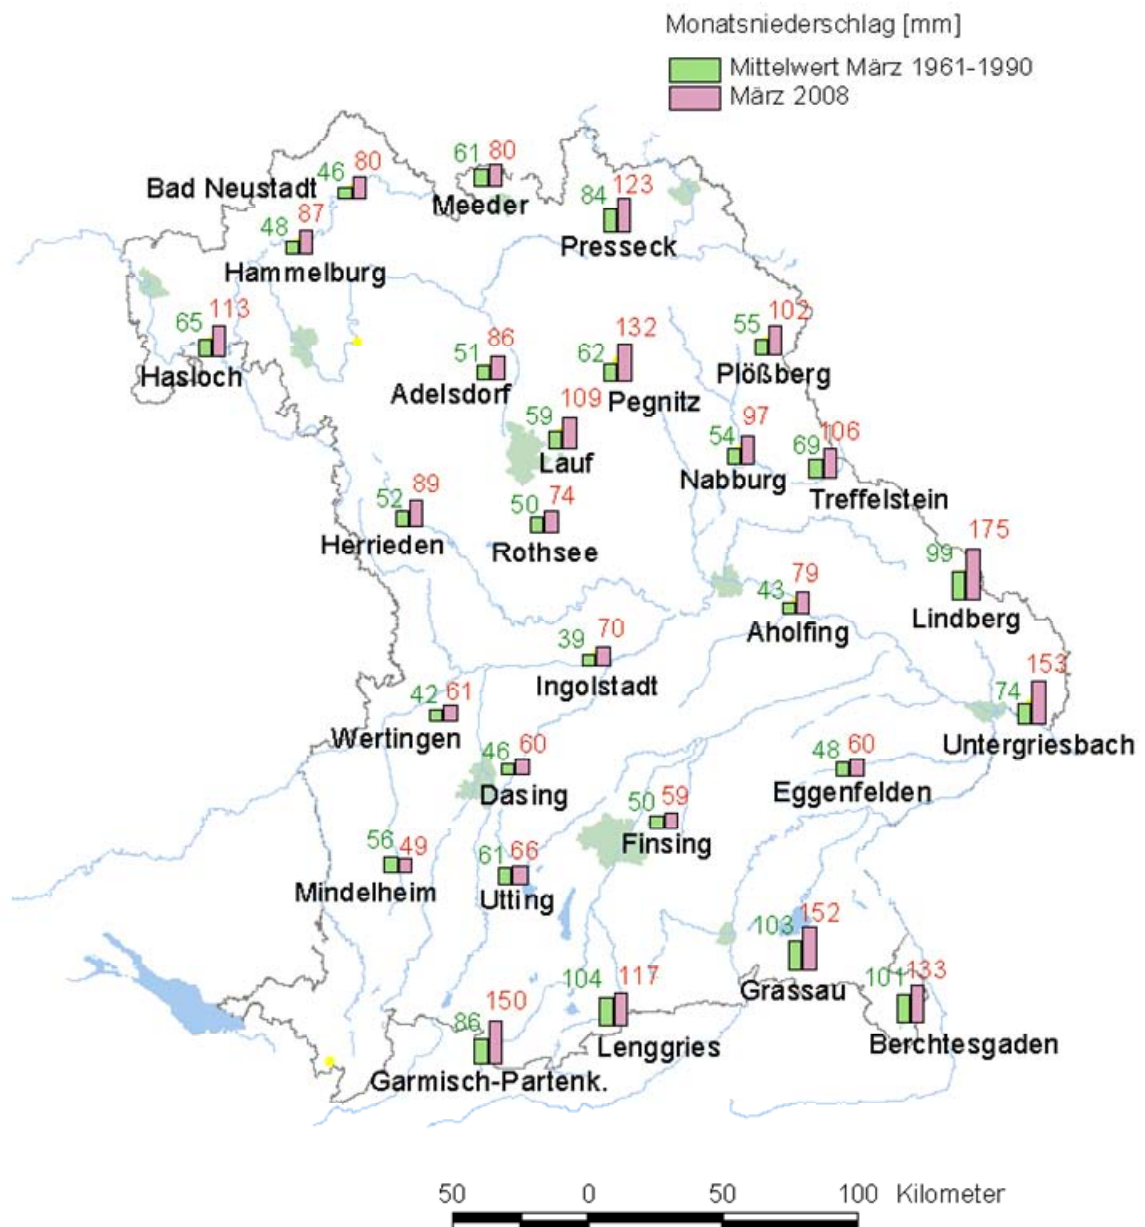 Monatsniederschlag [mm]
Mittelwert März 1961-1990
März 2008
61 80
Meeder
46 80
Bad Neustadt
84 123
Presseck
48 87
Hammelburg
65 113
Hasloch
55 102
Plößberg
51 86
Adelsdorf
62 132
Pegnitz
59 109
Lauf
54 97
Nabburg
69 106
Treffelstein
52 89
Herrieden
50 74
Rothsee
99 175
Lindberg
43 79
Aholfing
39 70
Ingolstadt
74 153
Untergriesbach
42 61
Wertingen
46 60
Dasing
48 60
Eggenfelden
50 59
Finsing
56 49
Mindelheim
61 66
Utting
103 152
Grassau
104 117
Lenggries
101 133
Berchtesgaden
86 150
Garmisch-Partenk.
50 0 50 100 Kilometer